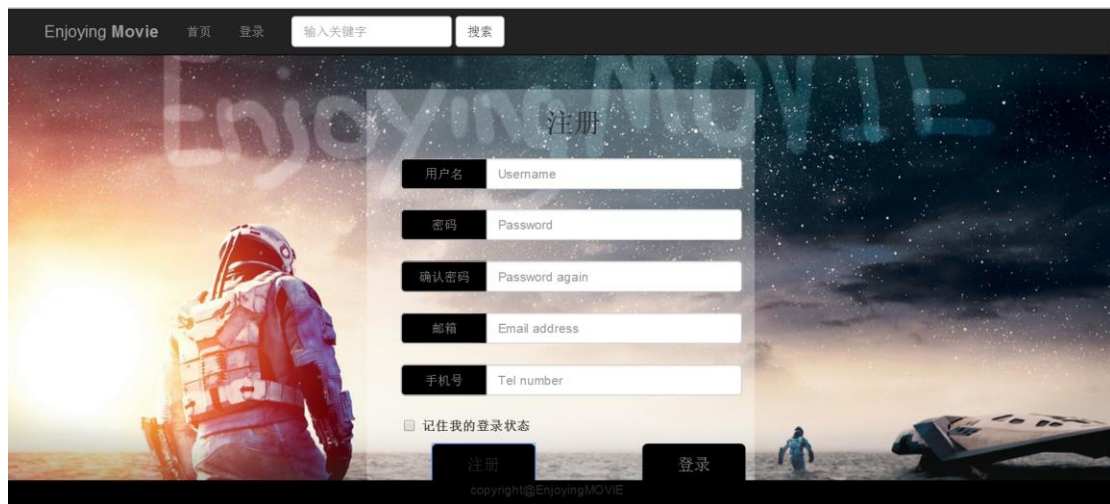 Enjoying Movie 首页 登录 输入关键字 搜索
Enjoying MOVIE
注册
用户名 Username
密码 Password
确认密码 Password again
邮箱 Email address
手机号 Tel number
记住我的登录状态
注册 登录
copyright@EnjoyingMOVIE